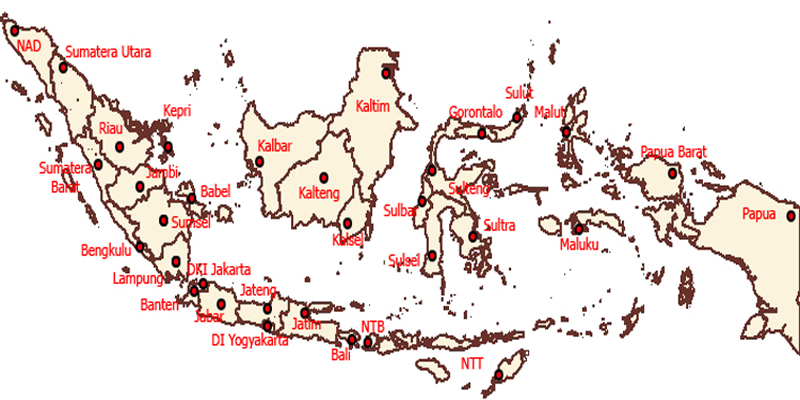 NAD
Sumatera Utara
Kepri
Riau
Sumatera
Barat
Jambi
Babel
Sumsel
Bengkulu
Lampung
DKI Jakarta
Banten
Jabar
Jateng
DI Yogyakarta
Jatim
Bali
NTB
NTT
Kalbar
Kalteng
Kalsel
Kaltim
Gorontalo
Sulut
Malut
Sulteng
Sulbar
Sultra
Sulsel
Maluku
Papua Barat
Papua